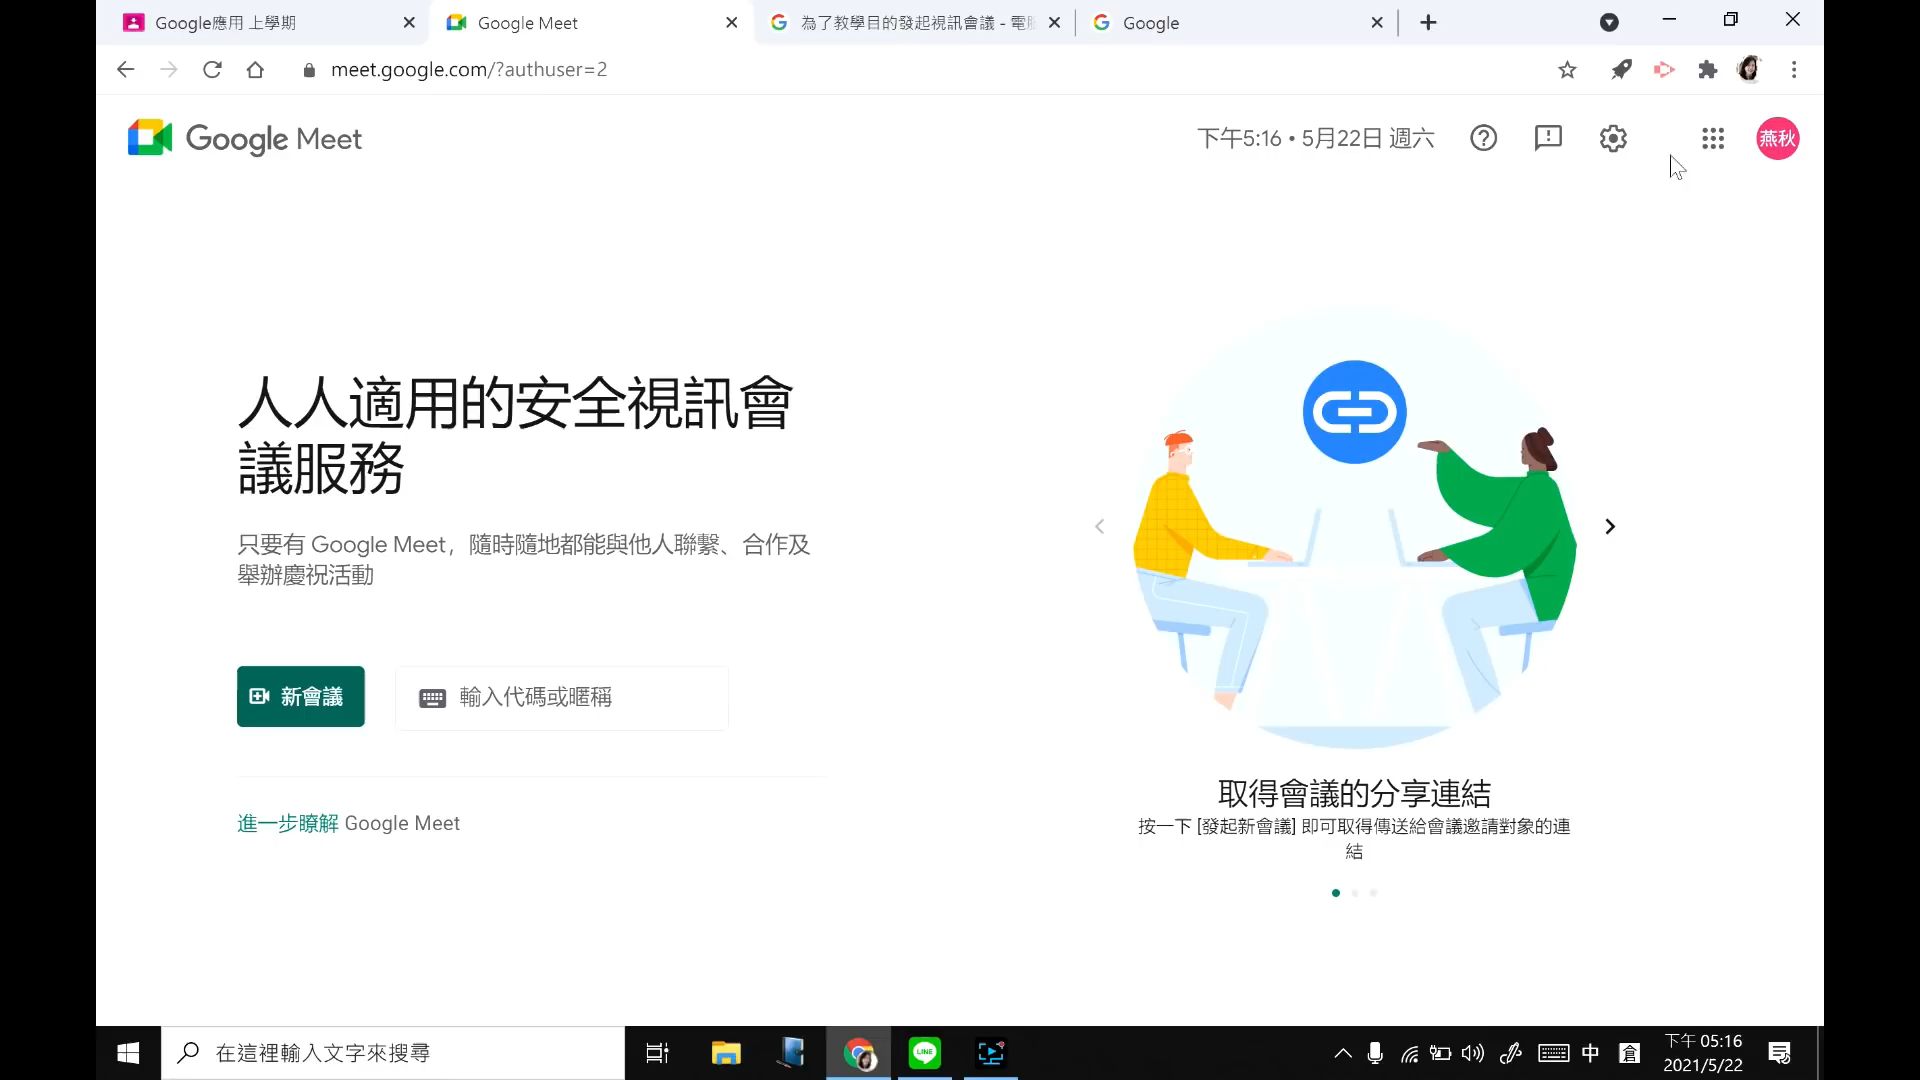 Google應用 上學期
Google Meet
為了教學目的發起視訊會議 - 電
Google
meet.google.com/?authuser=2
Google Meet
下午5:16 • 5月22日 週六
燕秋
人人適用的安全視訊會
議服務
只要有 Google Meet，隨時隨地都能與他人聯繫、合作及
舉辦慶祝活動
新會議
輸入代碼或暱稱
進一步瞭解 Google Meet
取得會議的分享連結
按一下 [發起新會議] 即可取得傳送給會議邀請對象的連
結
在這裡輸入文字來搜尋
LINE
中
倉
下午 05:16
2021/5/22